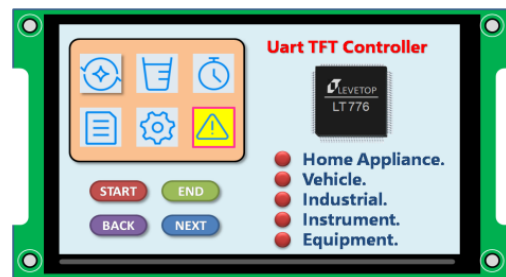 Uart TFT Controller
LEVETOP
LT776
Home Appliance.
Vehicle.
Industrial.
Instrument.
Equipment.
START
END
BACK
NEXT